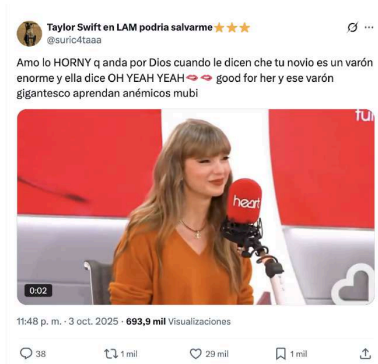 Taylor Swift en LAM podria salvarme⭐⭐⭐
@suric4taaa
Amo lo HORNY q anda por Dios cuando le dicen che tu novio es un varón
enorme y ella dice OH YEAH YEAH🫦🫦 good for her y ese varón
gigantesco aprendan anémicos mubi
fur
heart
0:02
11:48 p. m. · 3 oct. 2025 · 693,9 mil Visualizaciones
38 1 mil 29 mil 1 mil